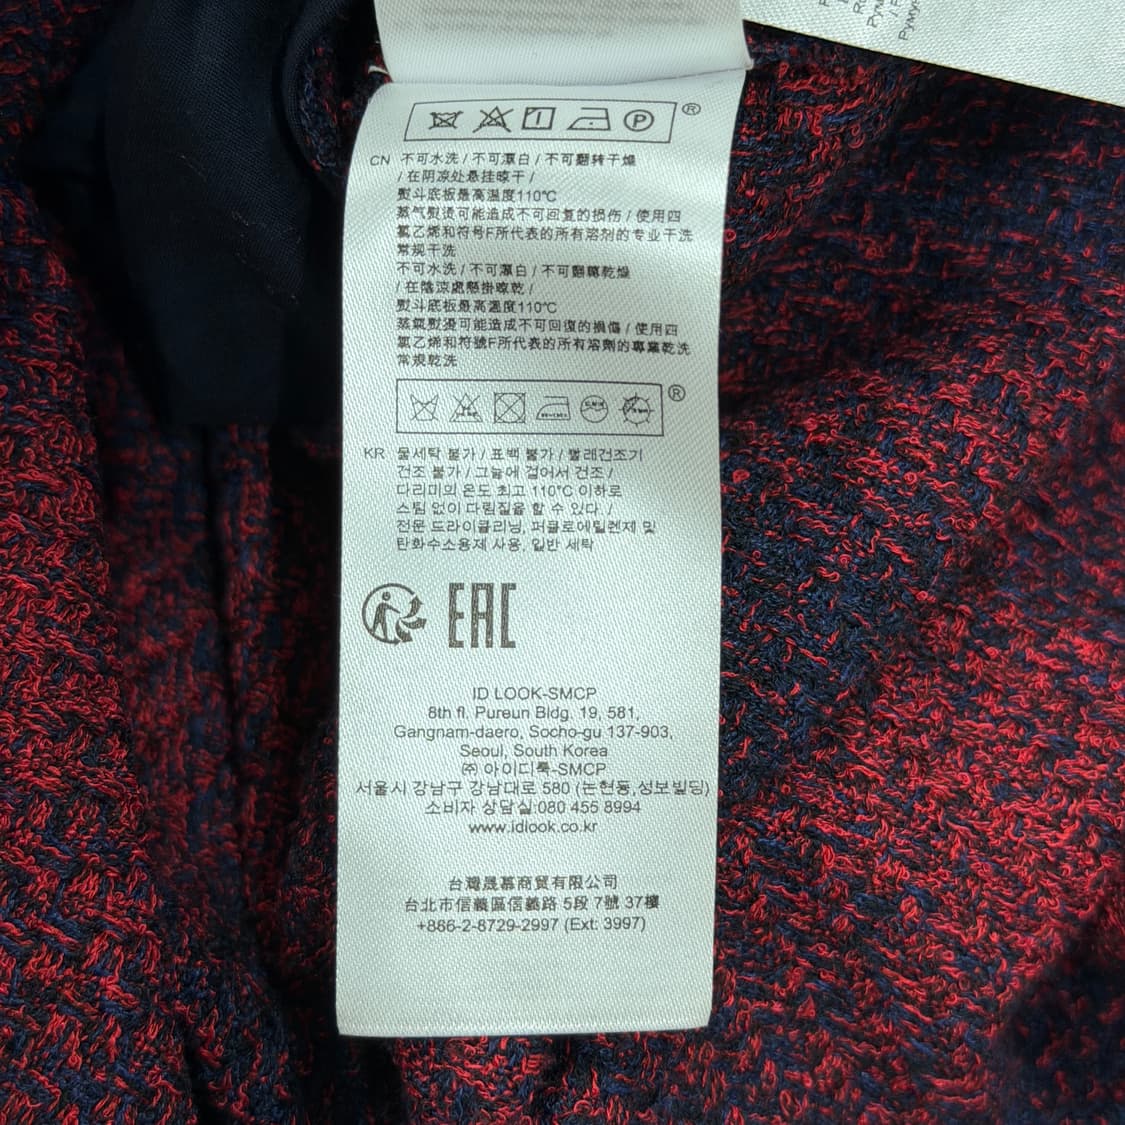 CN 不可水洗 / 不可漂白 / 不可翻转干燥
/ 在阴凉处悬挂晾干 /
熨斗底板最高温度110℃
蒸气熨烫可能造成不可回复的损伤 / 使用四
氯乙烯和符号F所代表的所有溶剂的专业干洗
常规干洗
不可水洗 / 不可漂白 / 不可翻轉乾燥
/ 在陰涼處懸掛晾乾 /
熨斗底板最高溫度110℃
蒸氣熨燙可能造成不可回復的損傷 / 使用四
氯乙烯和符號F所代表的所有溶劑的專業乾洗
常規乾洗
KR 물세탁 불가 / 표백 불가 / 빨래건조기
건조 불가 / 그늘에 걸어서 건조 /
다리미의 온도 최고 110°C 이하로
스팀 없이 다림질을 할 수 있다. /
전문 드라이클리닝, 퍼클로에틸렌제 및
탄화수소용제 사용, 일반 세탁
EAC
ID LOOK-SMCP
8th fl. Pureun Bldg. 19, 581,
Gangnam-daero, Socho-gu 137-903,
Seoul, South Korea
㈜ 아이디룩-SMCP
서울시 강남구 강남대로 580 (논현동,성보빌딩)
소비자 상담실:080 455 8994
www.idlook.co.kr
台灣晟慕商貿有限公司
台北市信義區信義路 5段 7號 37樓
+886-2-8729-2997 (Ext: 3997)